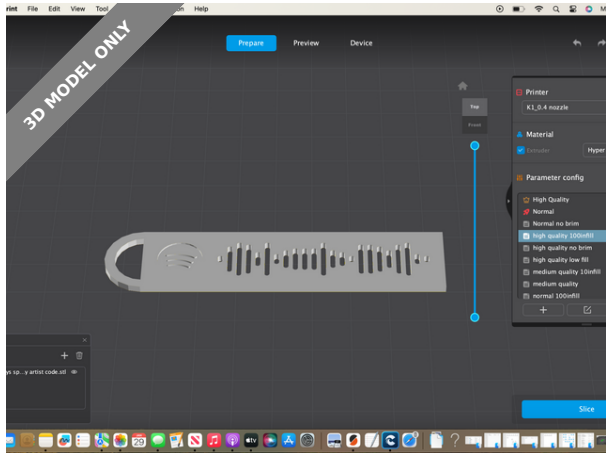 File Edit View Help
3D MODEL ONLY
Prepare Preview Device
Top
Front
Printer
K1_0.4 nozzle
Material
Extruder Hyper
Parameter config
High Quality
Normal
Normal no brim
high quality 100infill
high quality no brim
high quality low fill
medium quality 10infill
medium quality
normal 100infill
artist code.stl
Slice
29
tv